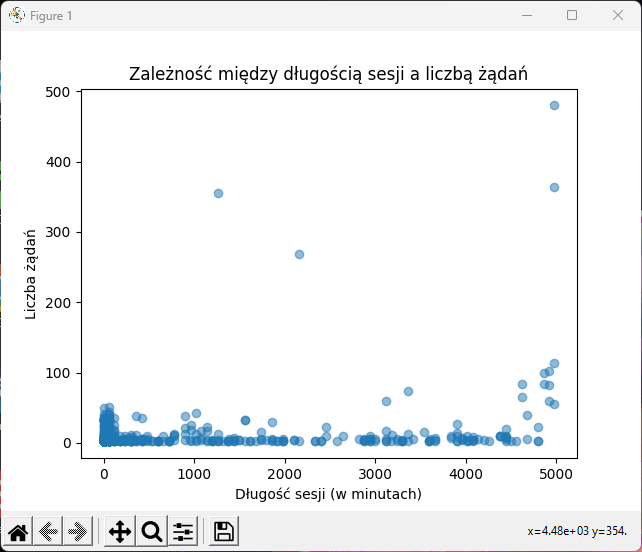 Figure 1
Zależność między długością sesji a liczbą żądań
500
400
300
200
100
0
Liczba żądań
0 1000 2000 3000 4000 5000
Długość sesji (w minutach)
x=4.48e+03 y=354.